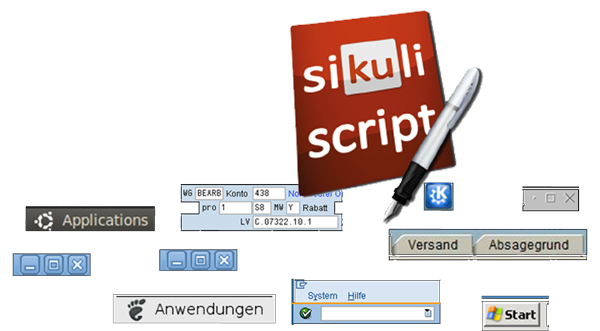 sikuli
script
WG BEARB Konto 438
pro 1 S8 MW Y Rabatt
LV C.07322.10.1
Applications
Versand Absagegrund
Anwendungen
System Hilfe
Start